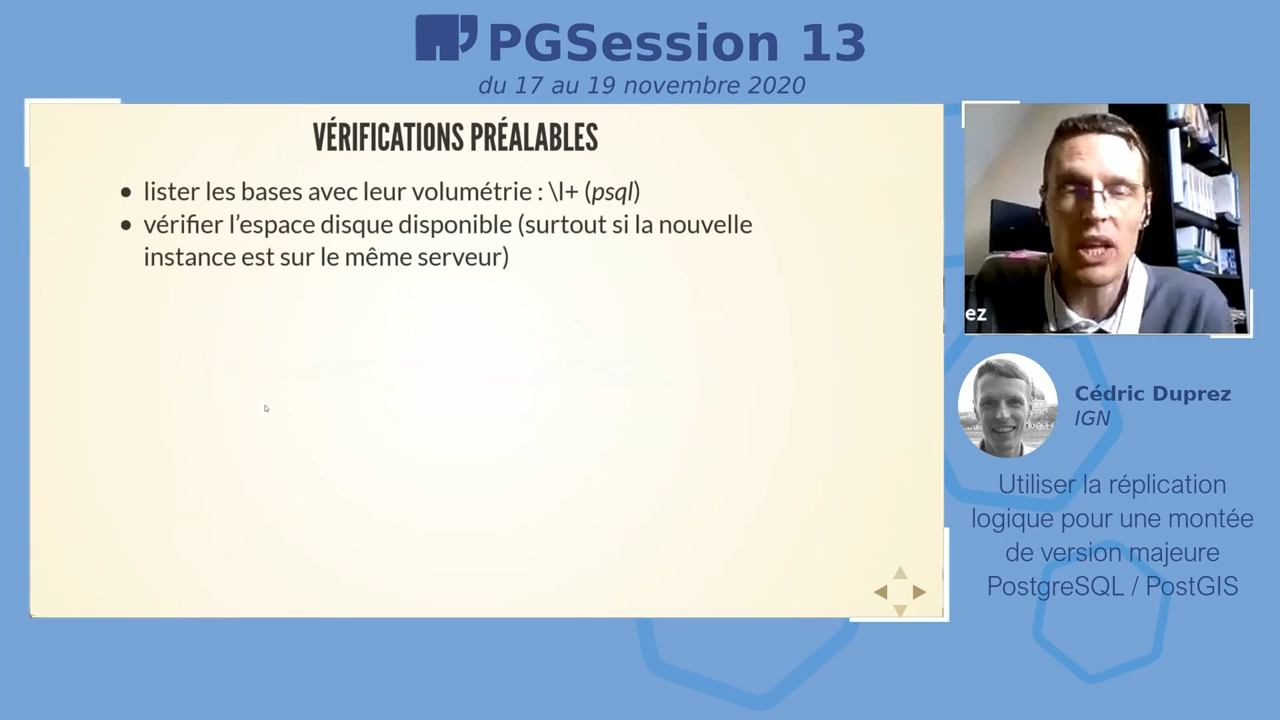 PGSession 13
du 17 au 19 novembre 2020
VÉRIFICATIONS PRÉALABLES
• lister les bases avec leur volumétrie : \l+ (psql)
• vérifier l’espace disque disponible (surtout si la nouvelle
instance est sur le même serveur)
ez
Cédric Duprez
IGN
Utiliser la réplication
logique pour une montée
de version majeure
PostgreSQL / PostGIS